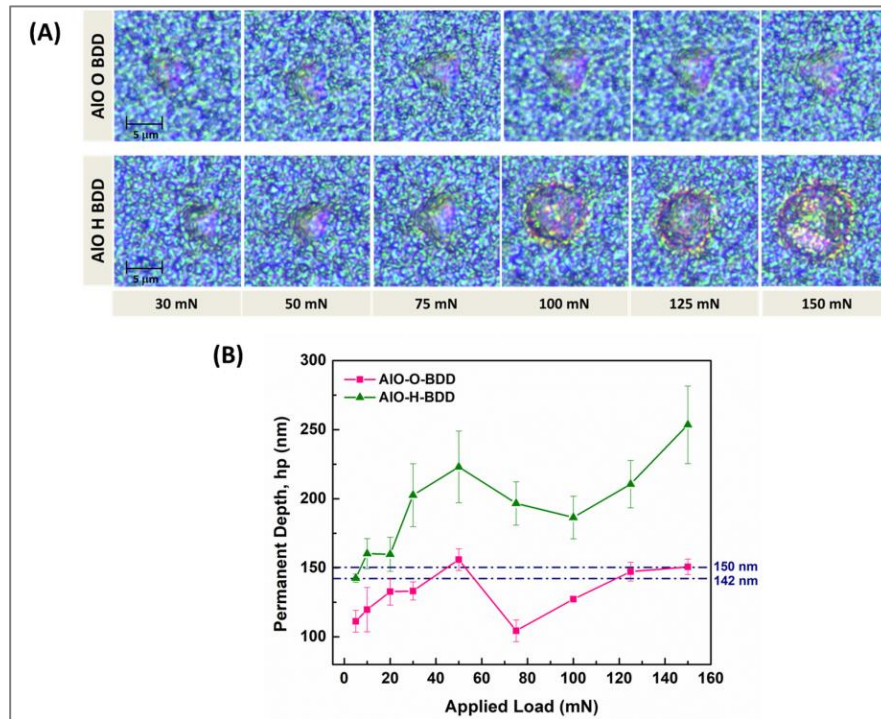 (A)
AlO O BDD
5 μm
AlO H BDD
5 μm
30 mN 50 mN 75 mN 100 mN 125 mN 150 mN
(B)
300
250
200
150
100
Permanent Depth, hp (nm)
AlO-O-BDD
AlO-H-BDD
150 nm
142 nm
0 20 40 60 80 100 120 140 160
Applied Load (mN)